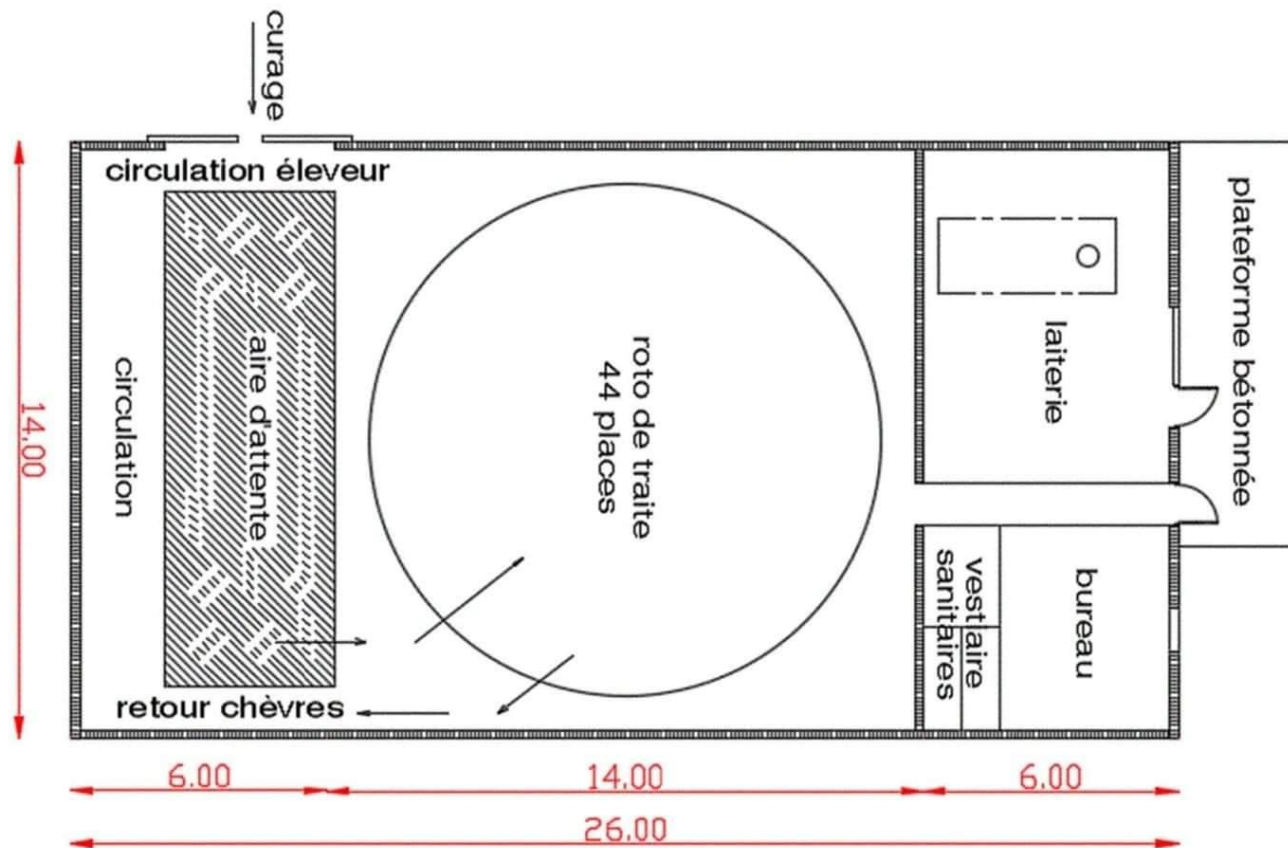 curage
circulation éleveur
circulation
aire d'attente
roto de traite
44 places
laiterie
plateforme bétonnée
vestiaire
sanitaires
bureau
retour chèvres
14.00
6.00
14.00
6.00
26.00